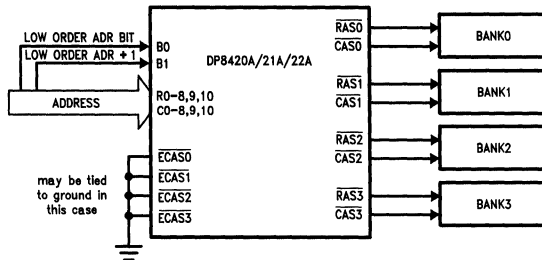 LOW ORDER ADR BIT
LOW ORDER ADR + 1
ADDRESS
B0
B1
R0-8,9,10
C0-8,9,10
DP8420A/21A/22A
ECAS0
ECAS1
ECAS2
ECAS3
may be tied
to ground in
this case
RAS0
CAS0
RAS1
CAS1
RAS2
CAS2
RAS3
CAS3
BANK0
BANK1
BANK2
BANK3